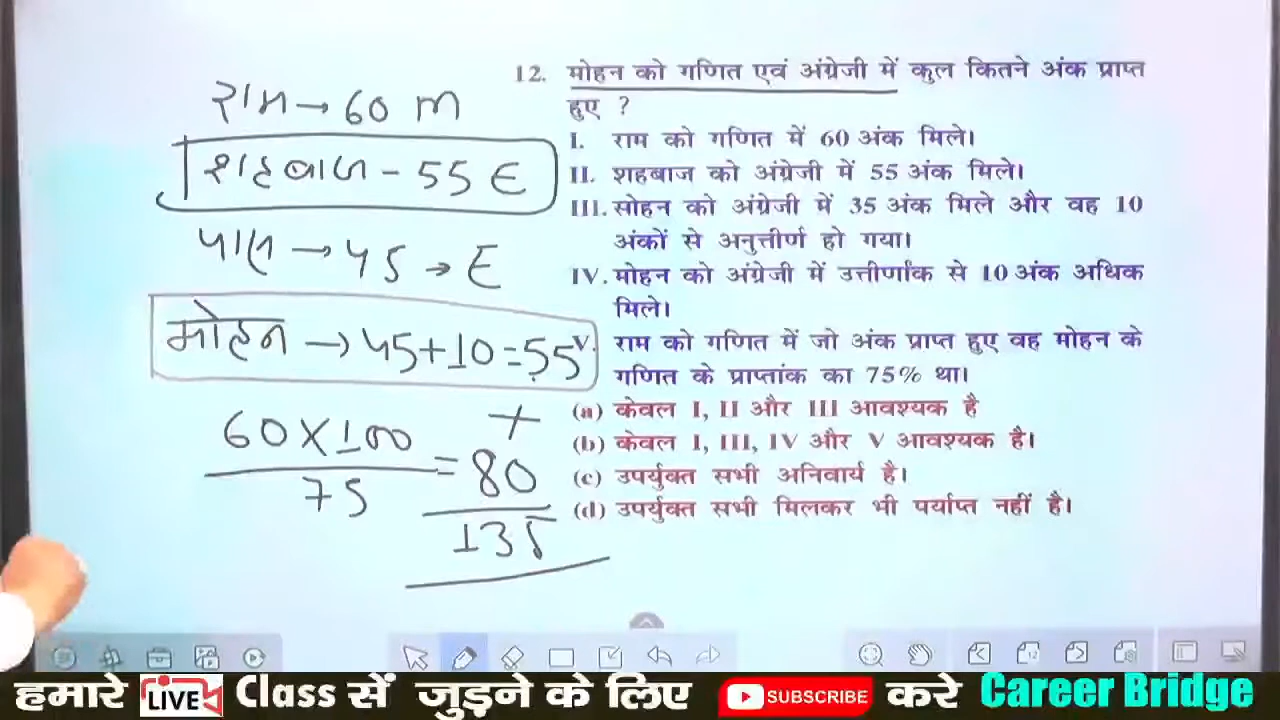 राम → 60 m
शहबाज - 55 E
पास → 45 → E
मोहन → 45+10=55
60×100
75
= 80
+
135
12. मोहन को गणित एवं अंग्रेजी में कुल कितने अंक प्राप्त
हुए ?
I. राम को गणित में 60 अंक मिले।
II. शहबाज को अंग्रेजी में 55 अंक मिले।
III. सोहन को अंग्रेजी में 35 अंक मिले और वह 10
अंकों से अनुत्तीर्ण हो गया।
IV. मोहन को अंग्रेजी में उत्तीर्णांक से 10 अंक अधिक
मिले।
V. राम को गणित में जो अंक प्राप्त हुए वह मोहन के
गणित के प्राप्तांक का 75% था।
(a) केवल I, II और III आवश्यक है
(b) केवल I, III, IV और V आवश्यक है।
(c) उपर्युक्त सभी अनिवार्य है।
(d) उपर्युक्त सभी मिलकर भी पर्याप्त नहीं है।
हमारे LIVE Class सें जुड़ने के लिए SUBSCRIBE करे Career Bridge